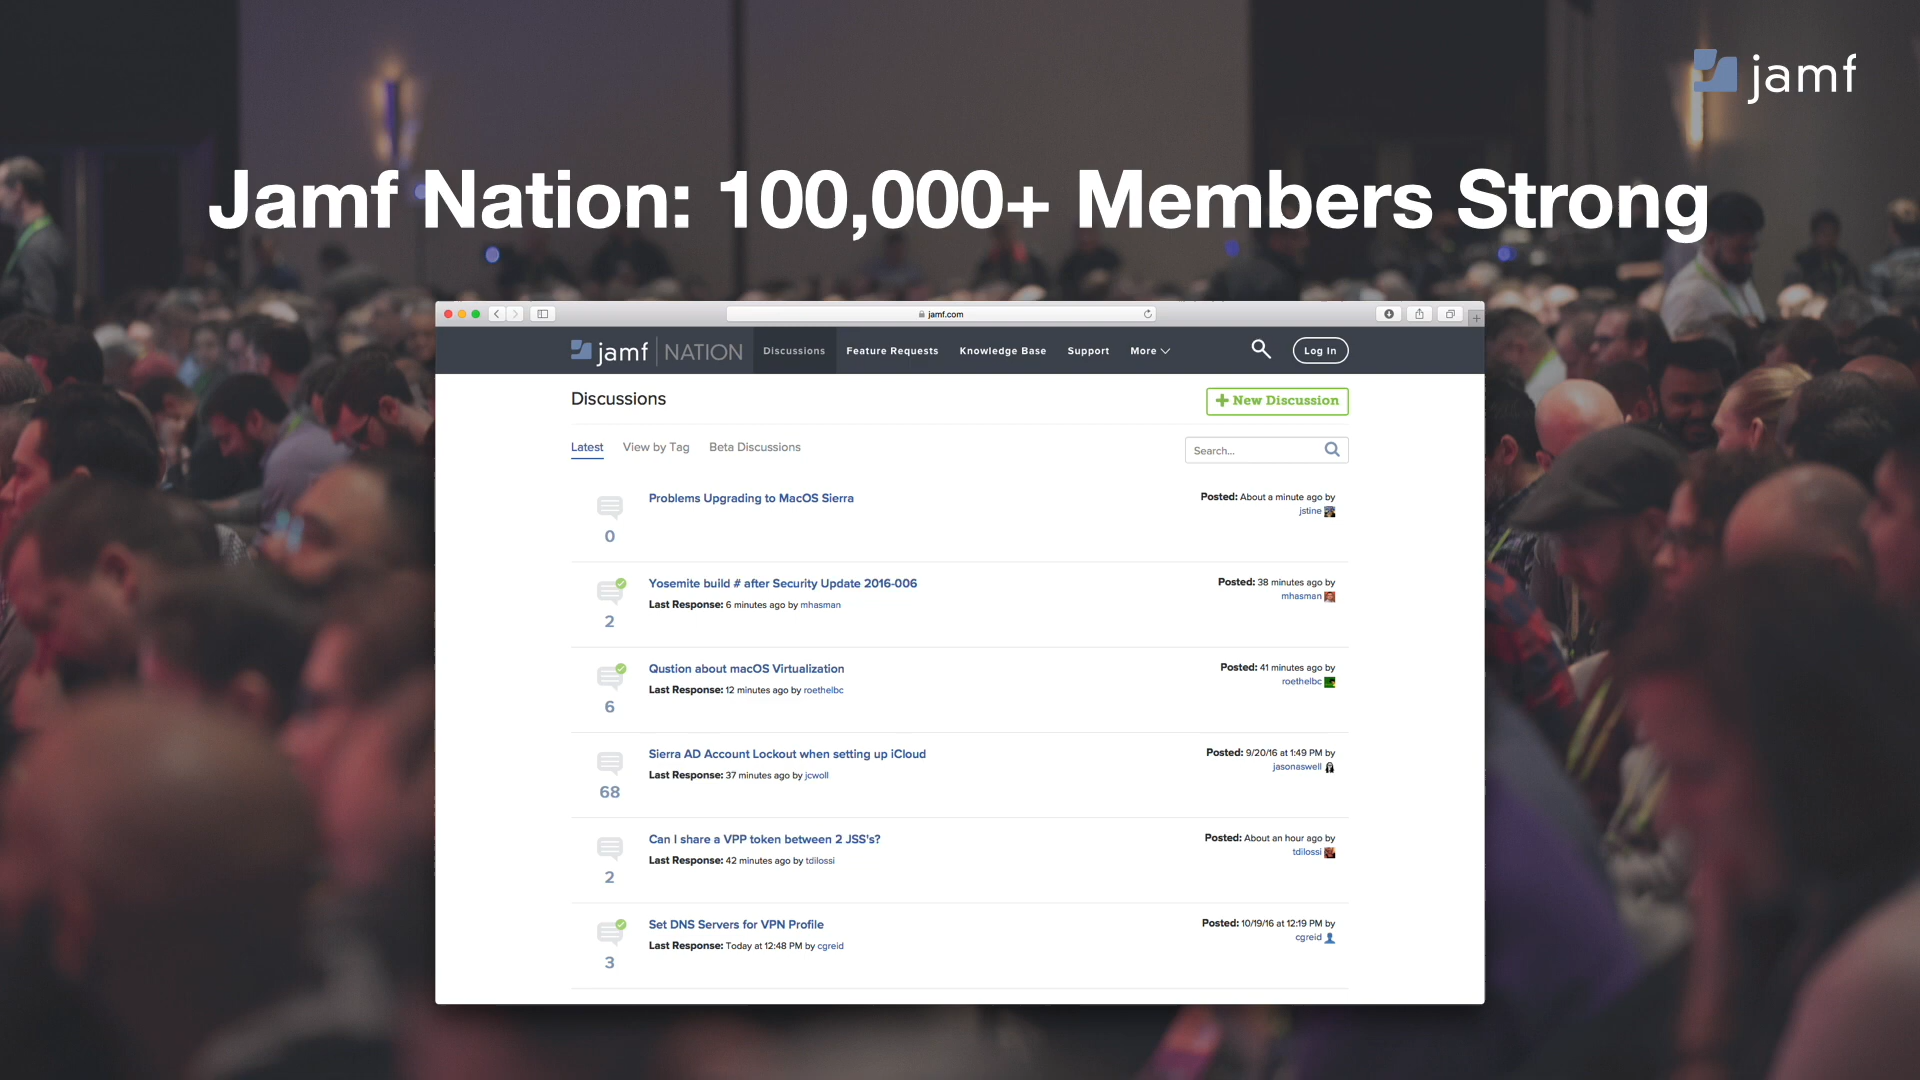 jamf
Jamf Nation: 100,000+ Members Strong
jamf.com
jamf | NATION
Discussions
Feature Requests
Knowledge Base
Support
More
Log In
Discussions
+ New Discussion
Latest
View by Tag
Beta Discussions
Search...
Problems Upgrading to MacOS Sierra
0
Posted: About a minute ago by
jstine
Yosemite build # after Security Update 2016-006
Last Response: 6 minutes ago by mhasman
2
Posted: 38 minutes ago by
mhasman
Qustion about macOS Virtualization
Last Response: 12 minutes ago by roethelbc
6
Posted: 41 minutes ago by
roethelbc
Sierra AD Account Lockout when setting up iCloud
Last Response: 37 minutes ago by jcwoll
68
Posted: 9/20/16 at 1:49 PM by
jasonaswell
Can I share a VPP token between 2 JSS's?
Last Response: 42 minutes ago by tdilossi
2
Posted: About an hour ago by
tdilossi
Set DNS Servers for VPN Profile
Last Response: Today at 12:48 PM by cgreid
3
Posted: 10/19/16 at 12:19 PM by
cgreid